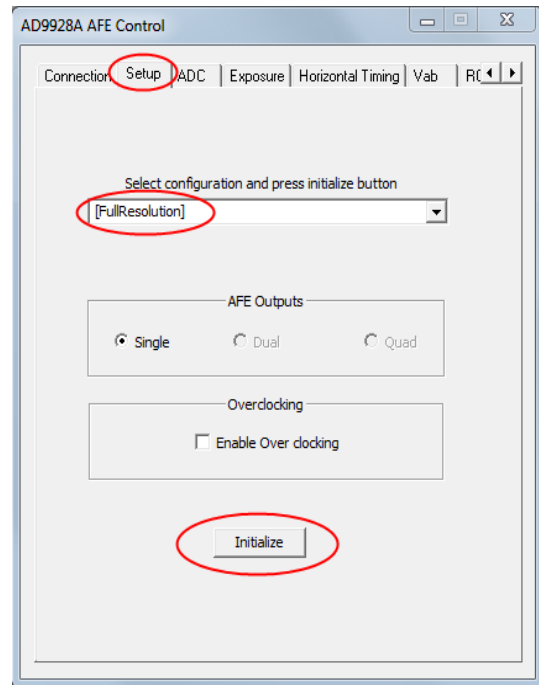 AD9928A AFE Control
Connection Setup ADC Exposure Horizontal Timing Vab
Select configuration and press initialize button
[FullResolution]
AFE Outputs
Single Dual Quad
Overclocking
Enable Over clocking
Initialize